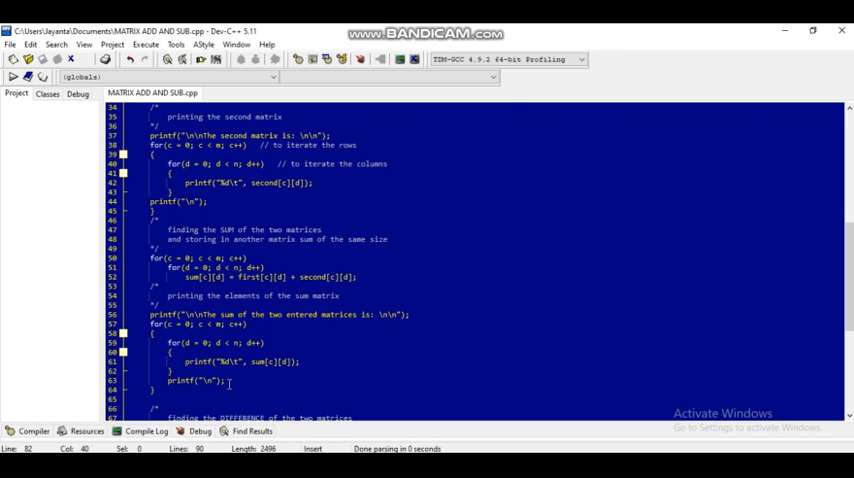 C:\Users\Jayanta\Documents\MATRIX ADD AND SUB.cpp - Dev-C++ 5.11
www.BANDICAM.com
File Edit Search View Project Execute Tools AStyle Window Help
TDM-GCC 4.9.2 64-bit Profiling
(globals)
Project Classes Debug MATRIX ADD AND SUB.cpp
34 /*
35 printing the second matrix
36 */
37 printf("\n\nThe second matrix is: \n\n");
38 for(c = 0; c < m; c++) // to iterate the rows
39 {
40 for(d = 0; d < n; d++) // to iterate the columns
41 {
42 printf("%d\t", second[c][d]);
43 }
44 printf("\n");
45 }
46 /*
47 finding the SUM of the two matrices
48 and storing in another matrix sum of the same size
49 */
50 for(c = 0; c < m; c++)
51 for(d = 0; d < n; d++)
52 sum[c][d] = first[c][d] + second[c][d];
53 /*
54 printing the elements of the sum matrix
55 */
56 printf("\n\nThe sum of the two entered matrices is: \n\n");
57 for(c = 0; c < m; c++)
58 {
59 for(d = 0; d < n; d++)
60 {
61 printf("%d\t", sum[c][d]);
62 }
63 printf("\n");
64 }
65
66 /*
67 finding the DIFFERENCE of the two matrices
Activate Windows
Go to Settings to activate Windows.
Compiler Resources Compile Log Debug Find Results
Line: 82 Col: 40 Sel: 0 Lines: 90 Length: 2496 Insert Done parsing in 0 seconds